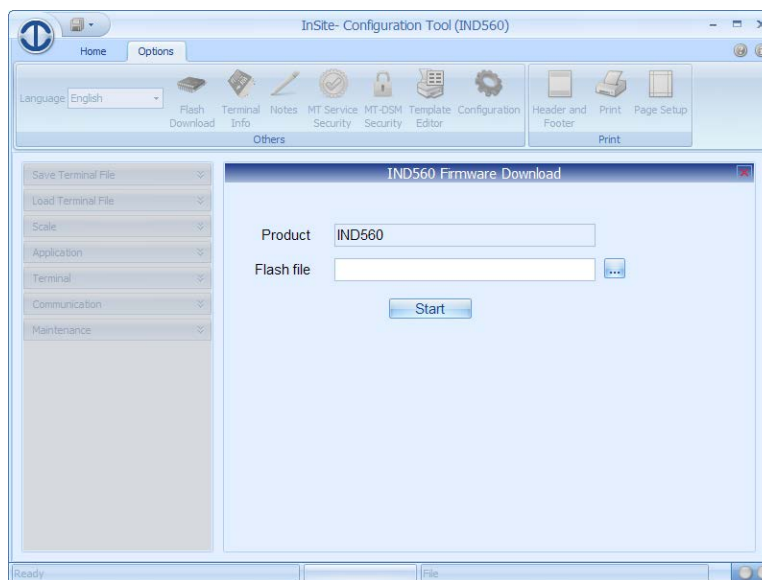 InSite- Configuration Tool (IND560)
Home Options
Language English
Flash Download
Terminal Info
Notes
MT Service Security
MT-DSM Security
Template Editor
Configuration
Header and Footer
Print
Page Setup
Others
Print
Save Terminal File
Load Terminal File
Scale
Application
Terminal
Communication
Maintenance
IND560 Firmware Download
Product IND560
Flash file
...
Start
Ready
File